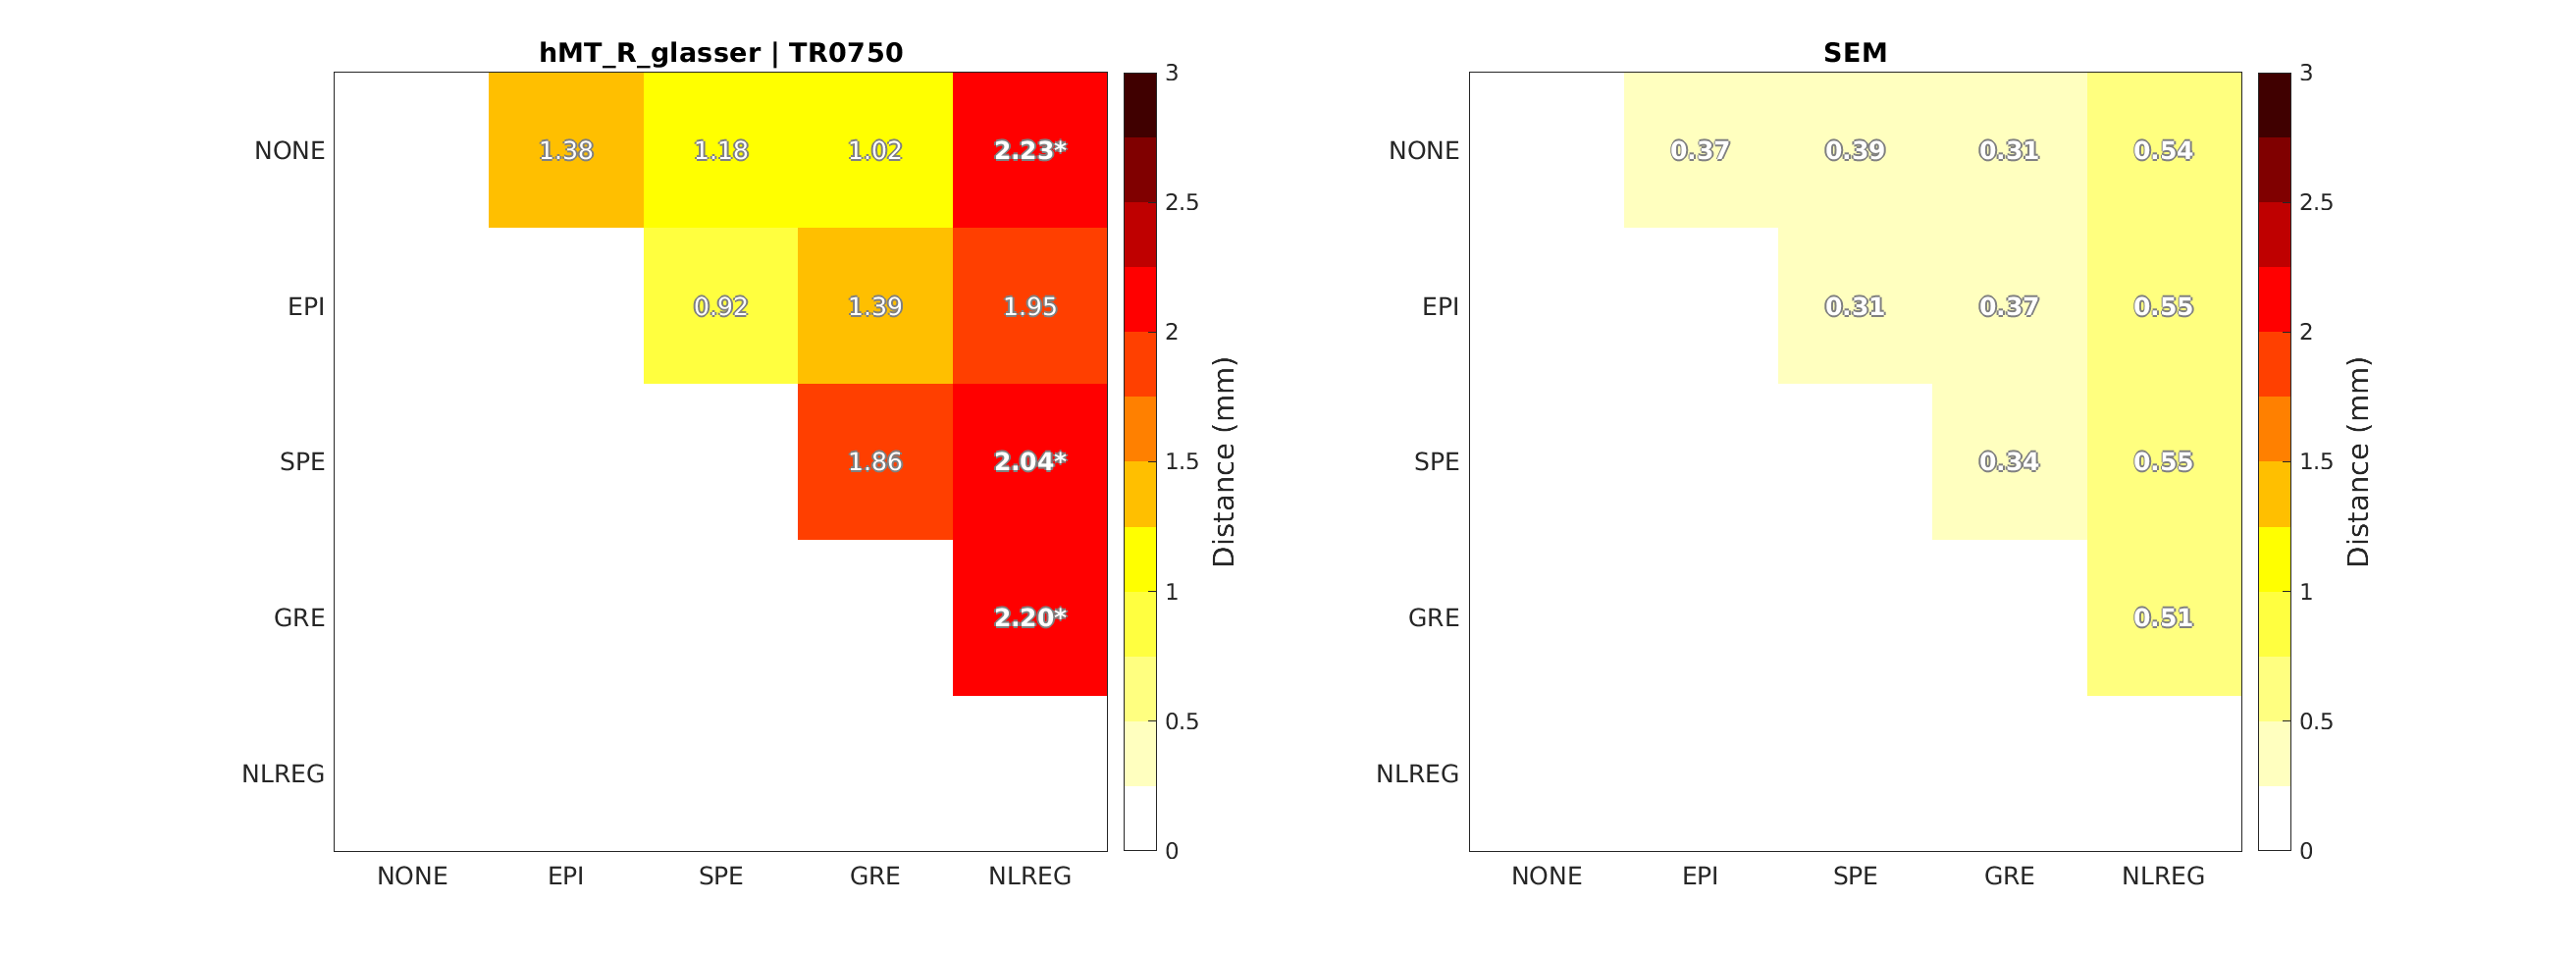 hMT_R_glasser | TR0750
NONE 1.38 1.18 1.02 2.23*
EPI 0.92 1.39 1.95
SPE 1.86 2.04*
GRE 2.20*
NLREG
NONE EPI SPE GRE NLREG
3
2.5
2
1.5
1
0.5
0
Distance (mm)
SEM
NONE 0.37 0.39 0.31 0.54
EPI 0.31 0.37 0.55
SPE 0.34 0.55
GRE 0.51
NLREG
NONE EPI SPE GRE NLREG
3
2.5
2
1.5
1
0.5
0
Distance (mm)